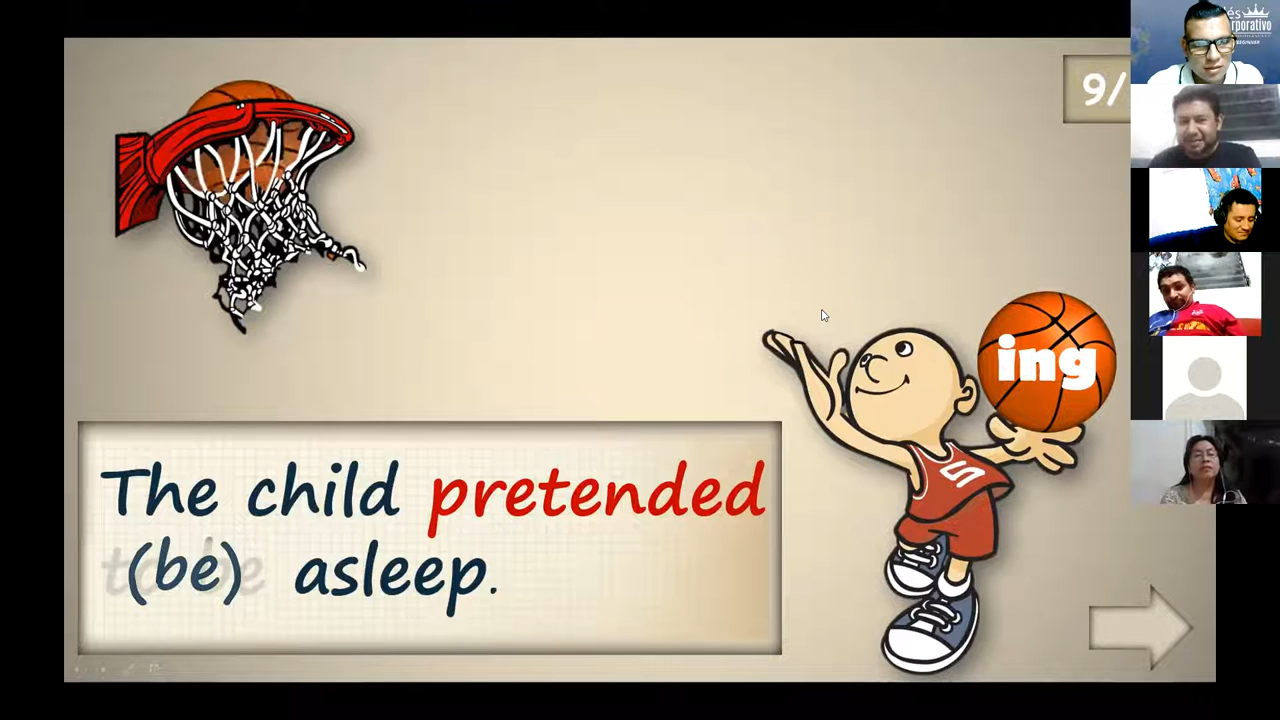 9/
ing
The child pretended
(be) asleep.